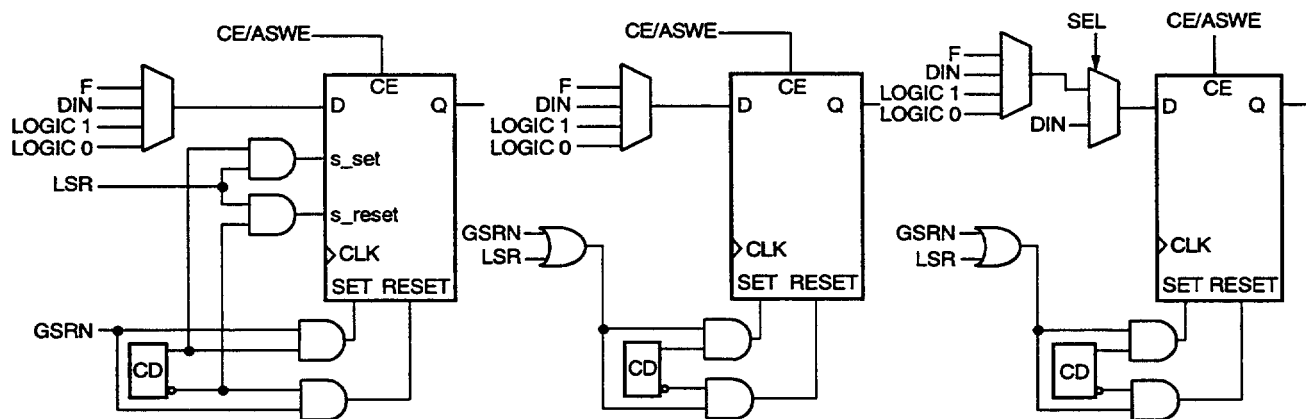 CE/ASWE
F
DIN
LOGIC 1
LOGIC 0
LSR
GSRN
CD
CE
D
Q
s_set
s_reset
CLK
SET RESET
CE/ASWE
F
DIN
LOGIC 1
LOGIC 0
GSRN
LSR
CD
CE
D
Q
CLK
SET RESET
SEL
CE/ASWE
F
DIN
LOGIC 1
LOGIC 0
DIN
GSRN
LSR
CD
CE
D
Q
CLK
SET RESET